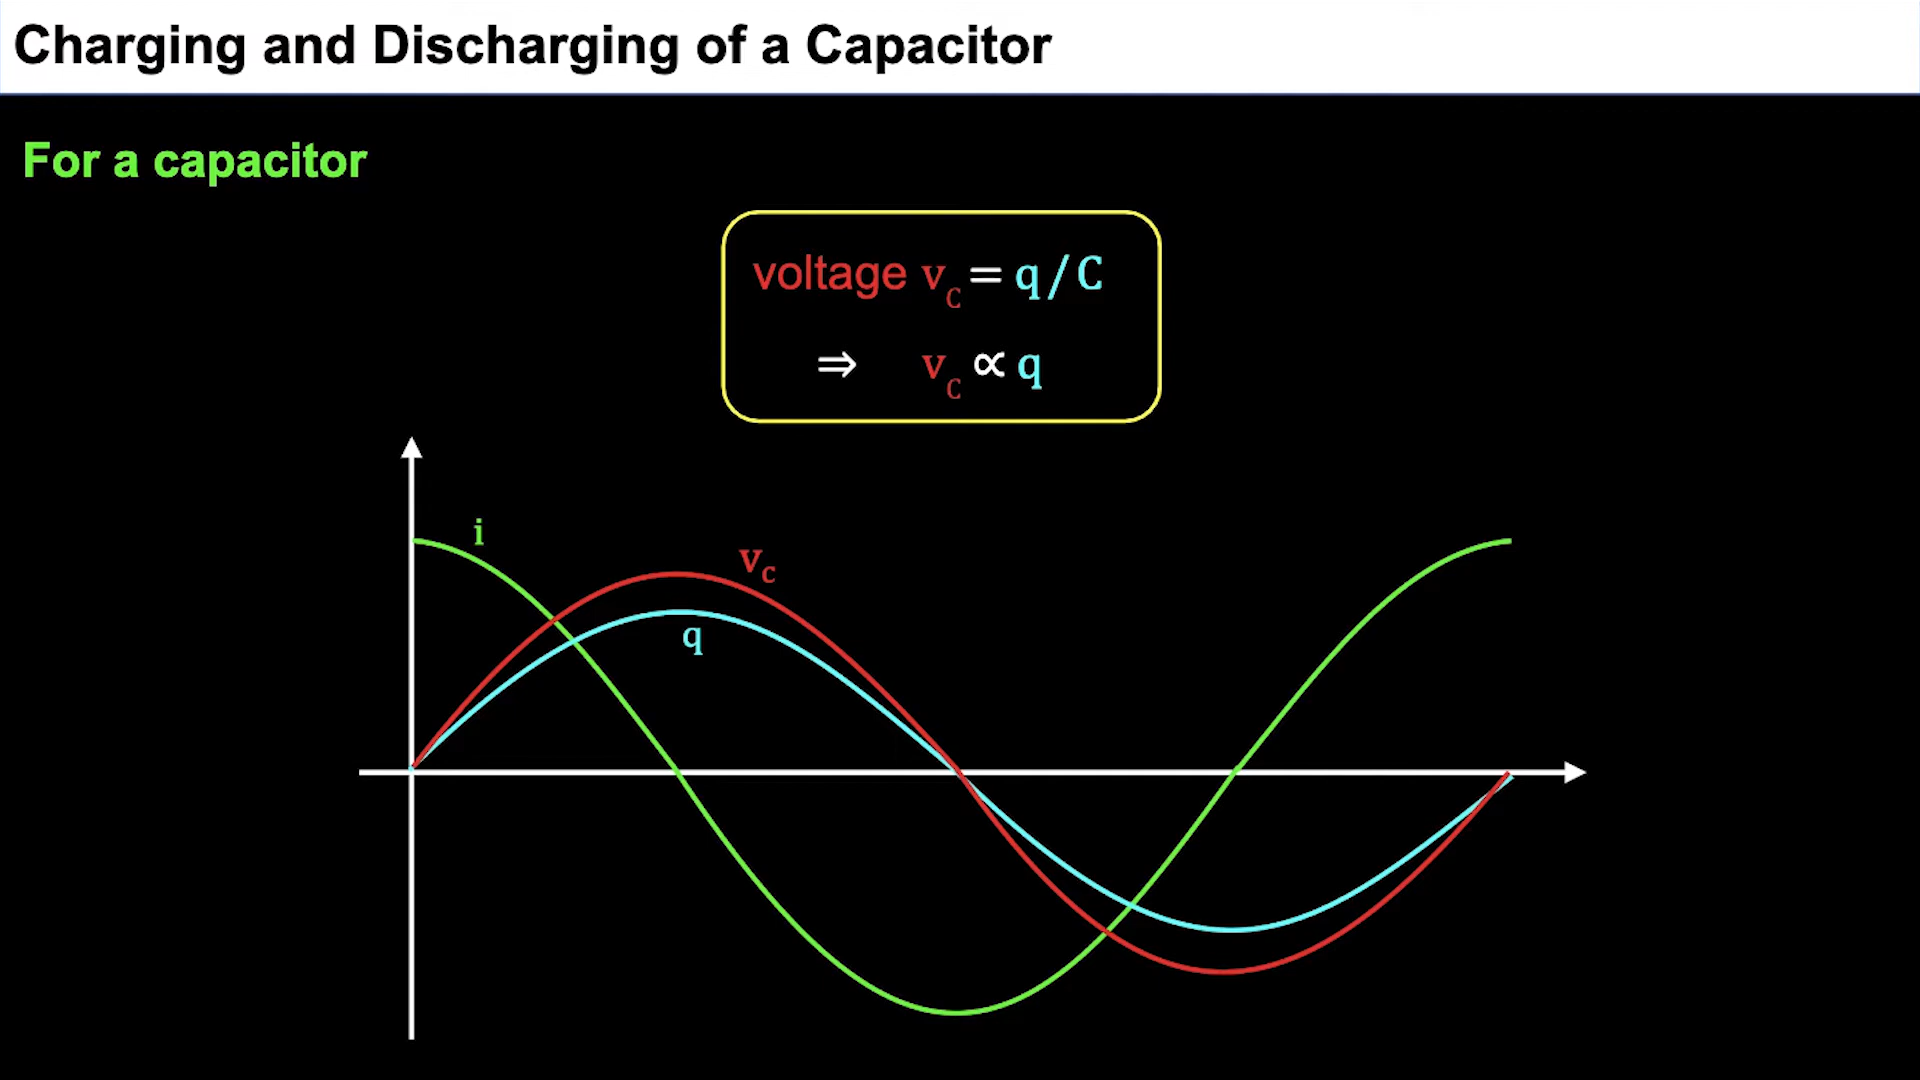 Charging and Discharging of a Capacitor
For a capacitor
voltage v_C = q/C
⇒ v_C ∝ q
i
v_C
q